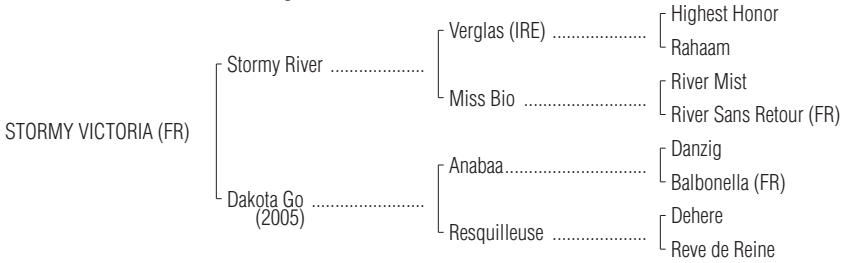 Highest Honor
Verglas (IRE) ....................
Rahaam
Stormy River ....................
River Mist
Miss Bio ..........................
River Sans Retour (FR)
STORMY VICTORIA (FR)
Danzig
Anabaa..............................
Balbonella (FR)
Dakota Go ........................
(2005)
Dehere
Resquilleuse ....................
Reve de Reine